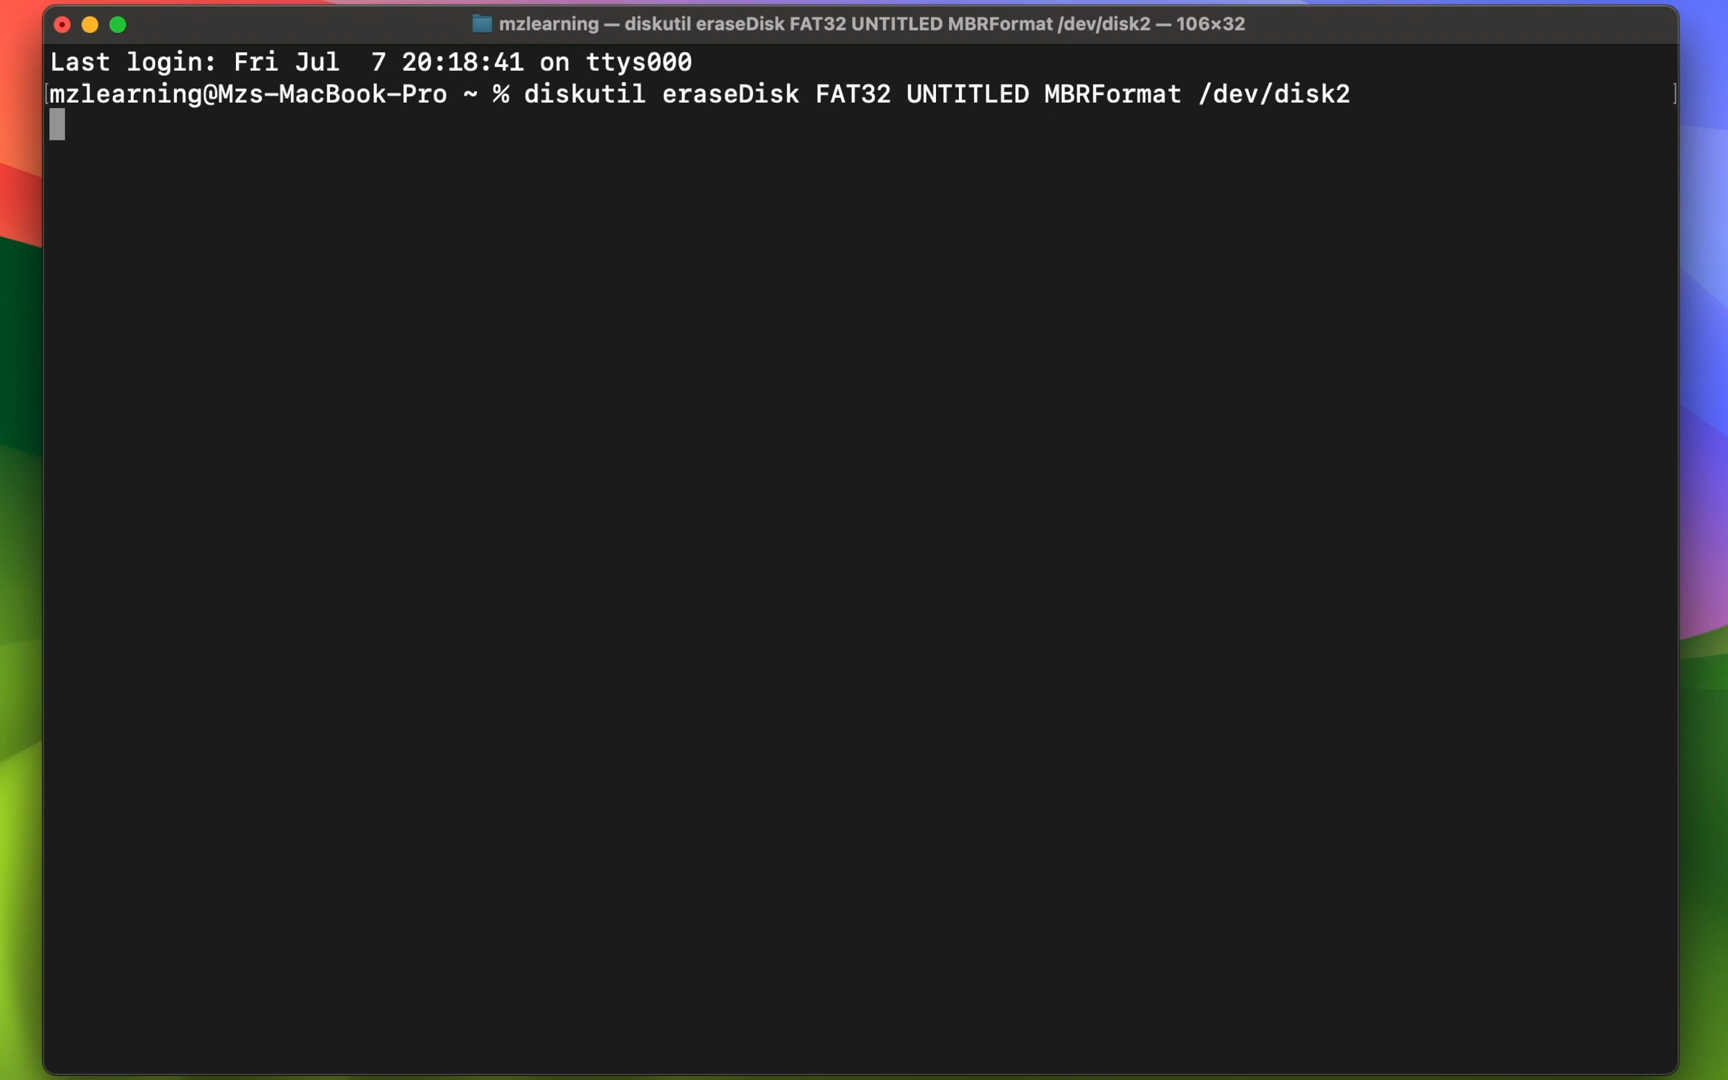 mzlearning — diskutil eraseDisk FAT32 UNTITLED MBRFormat /dev/disk2 — 106×32
Last login: Fri Jul  7 20:18:41 on ttys000
[mzlearning@Mzs-MacBook-Pro ~ % diskutil eraseDisk FAT32 UNTITLED MBRFormat /dev/disk2 ]